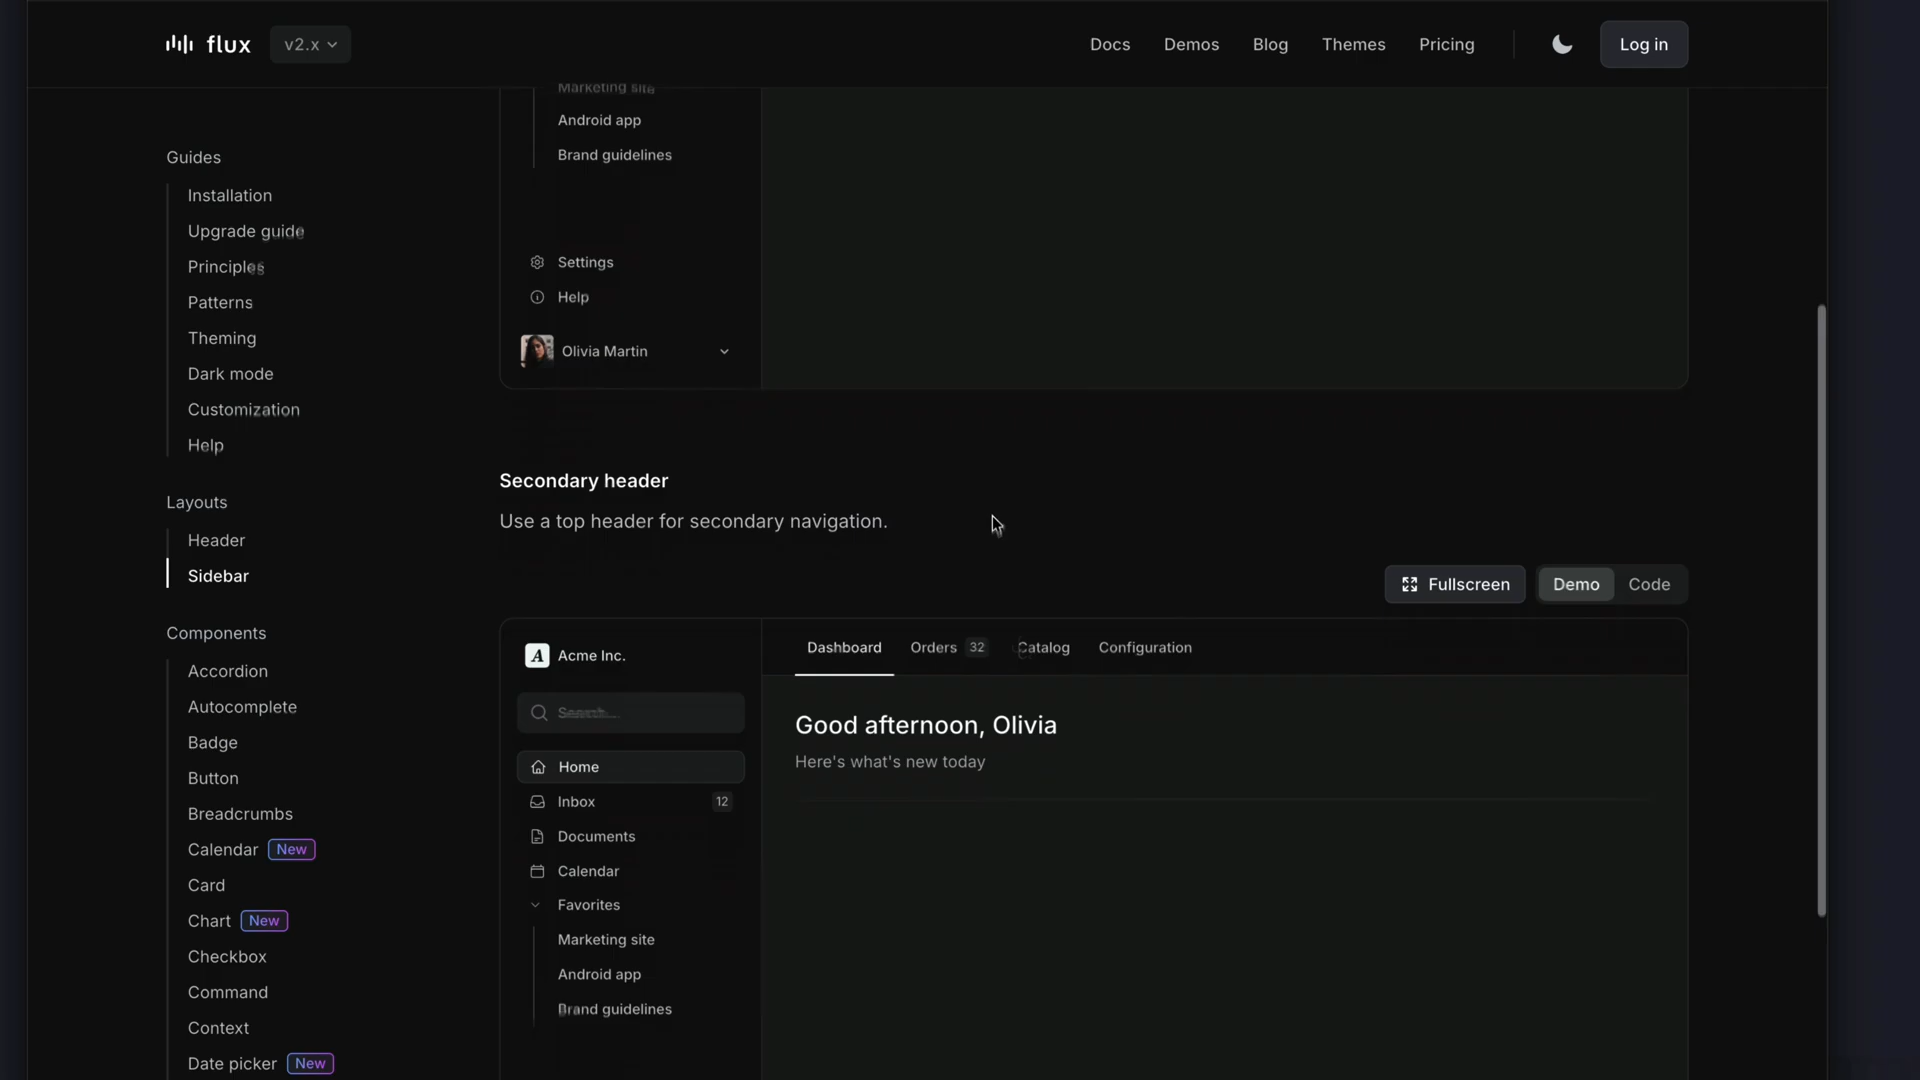 flux
v2.x
Docs
Demos
Blog
Themes
Pricing
Log in
Guides
Installation
Upgrade guide
Principles
Patterns
Theming
Dark mode
Customization
Help
Layouts
Header
Sidebar
Components
Accordion
Autocomplete
Badge
Button
Breadcrumbs
Calendar New
Card
Chart New
Checkbox
Command
Context
Date picker New
Marketing site
Android app
Brand guidelines
Settings
Help
Olivia Martin
Secondary header
Use a top header for secondary navigation.
Fullscreen
Demo
Code
A Acme Inc.
Search...
Home
Inbox 12
Documents
Calendar
Favorites
Marketing site
Android app
Brand guidelines
Dashboard
Orders 32
Catalog
Configuration
Good afternoon, Olivia
Here's what's new today